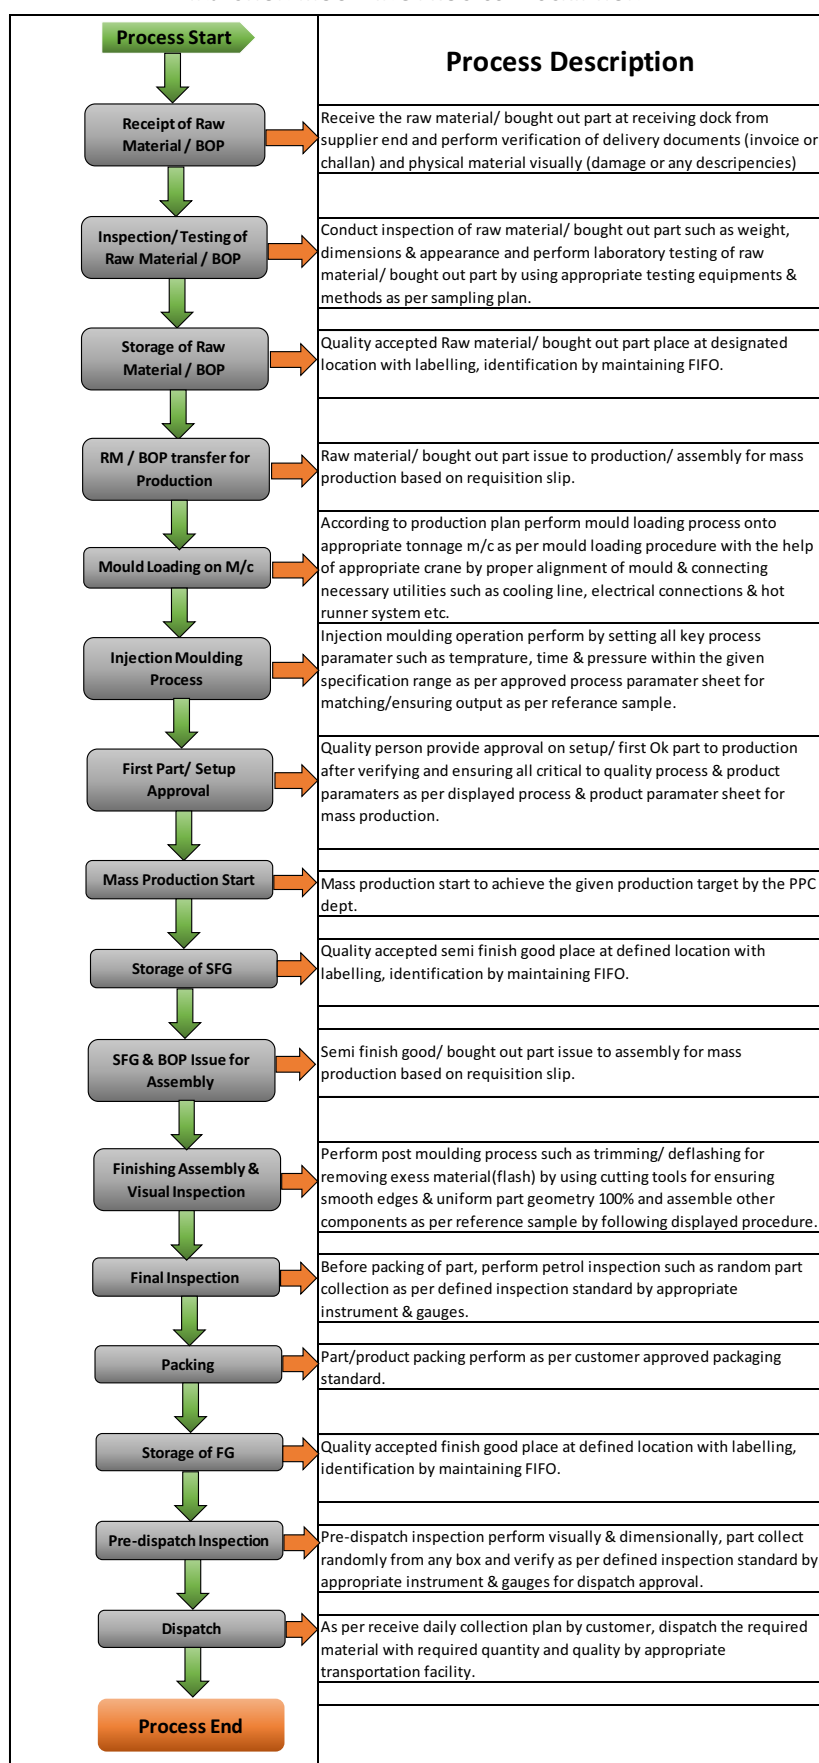 Process Start
Process Description
Receipt of Raw
Material / BOP
Receive the raw material/ bought out part at receiving dock from
supplier end and perform verification of delivery documents (invoice or
challan) and physical material visually (damage or any descripencies)
Inspection/ Testing of
Raw Material / BOP
Conduct inspection of raw material/ bought out part such as weight,
dimensions & appearance and perform laboratory testing of raw
material/ bought out part by using appropriate testing equipments &
methods as per sampling plan.
Storage of Raw
Material / BOP
Quality accepted Raw material/ bought out part place at designated
location with labelling, identification by maintaining FIFO.
RM / BOP transfer for
Production
Raw material/ bought out part issue to production/ assembly for mass
production based on requisition slip.
Mould Loading on M/c
According to production plan perform mould loading process onto
appropriate tonnage m/c as per mould loading procedure with the help
of appropriate crane by proper alignment of mould & connecting
necessary utilities such as cooling line, electrical connections & hot
runner system etc.
Injection Moulding
Process
Injection moulding operation perform by setting all key process
paramater such as temprature, time & pressure within the given
specification range as per approved process paramater sheet for
matching/ensuring output as per referance sample.
First Part/ Setup
Approval
Quality person provide approval on setup/ first Ok part to production
after verifying and ensuring all critical to quality process & product
paramaters as per displayed process & product paramater sheet for
mass production.
Mass Production Start
Mass production start to achieve the given production target by the PPC
dept.
Storage of SFG
Quality accepted semi finish good place at defined location with
labelling, identification by maintaining FIFO.
SFG & BOP Issue for
Assembly
Semi finish good/ bought out part issue to assembly for mass
production based on requisition slip.
Finishing Assembly &
Visual Inspection
Perform post moulding process such as trimming/ deflashing for
removing exess material(flash) by using cutting tools for ensuring
smooth edges & uniform part geometry 100% and assemble other
components as per reference sample by following displayed procedure.
Final Inspection
Before packing of part, perform petrol inspection such as random part
collection as per defined inspection standard by appropriate
instrument & gauges.
Packing
Part/product packing perform as per customer approved packaging
standard.
Storage of FG
Quality accepted finish good place at defined location with labelling,
identification by maintaining FIFO.
Pre-dispatch Inspection
Pre-dispatch inspection perform visually & dimensionally, part collect
randomly from any box and verify as per defined inspection standard by
appropriate instrument & gauges for dispatch approval.
Dispatch
As per receive daily collection plan by customer, dispatch the required
material with required quantity and quality by appropriate
transportation facility.
Process End